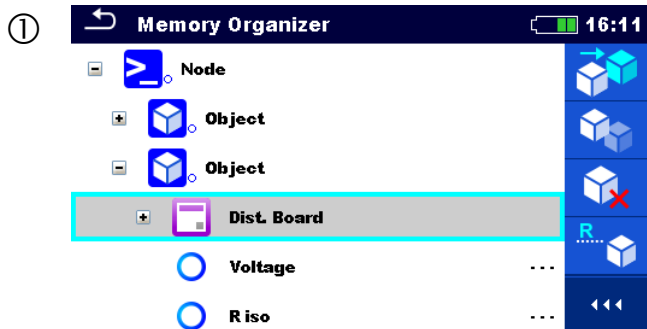 ①
Memory Organizer 16:11
>_ Node
Object
Object
Dist. Board
Voltage ---
R iso ---
R